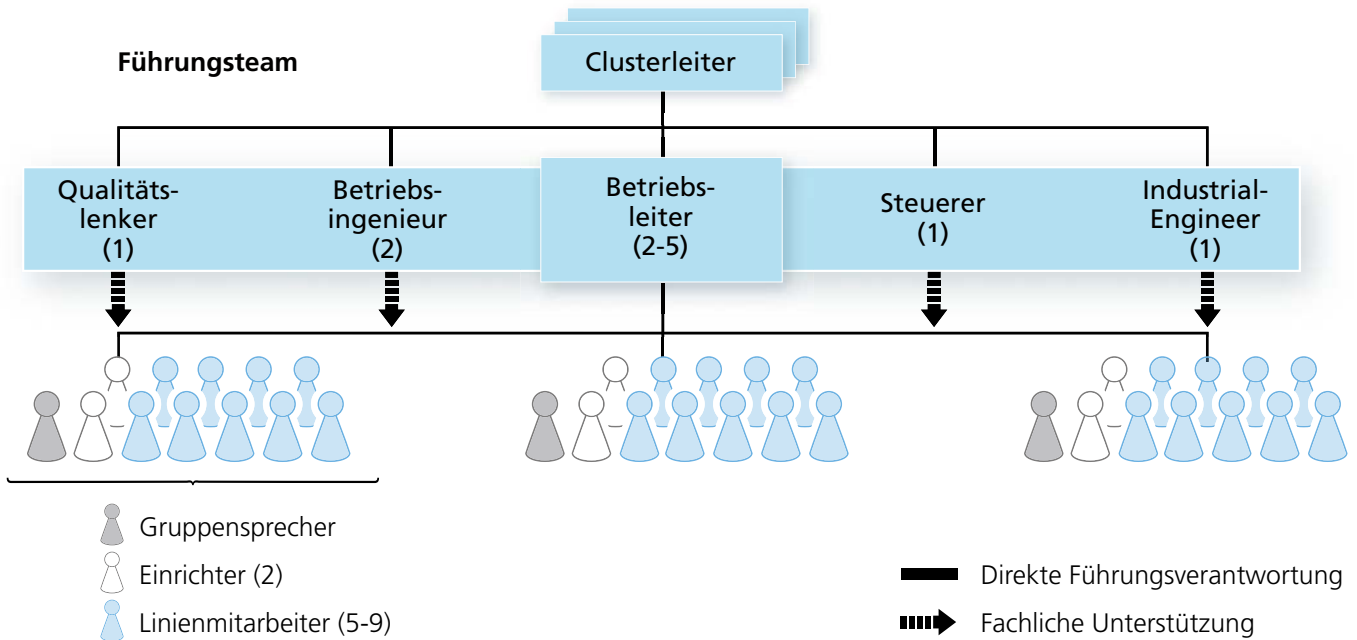 Führungsteam
Clusterleiter
Qualitäts-
lenker
(1)
Betriebs-
ingenieur
(2)
Betriebs-
leiter
(2-5)
Steuerer
(1)
Industrial-
Engineer
(1)
Gruppensprecher
Einrichter (2)
Linienmitarbeiter (5-9)
Direkte Führungsverantwortung
Fachliche Unterstützung